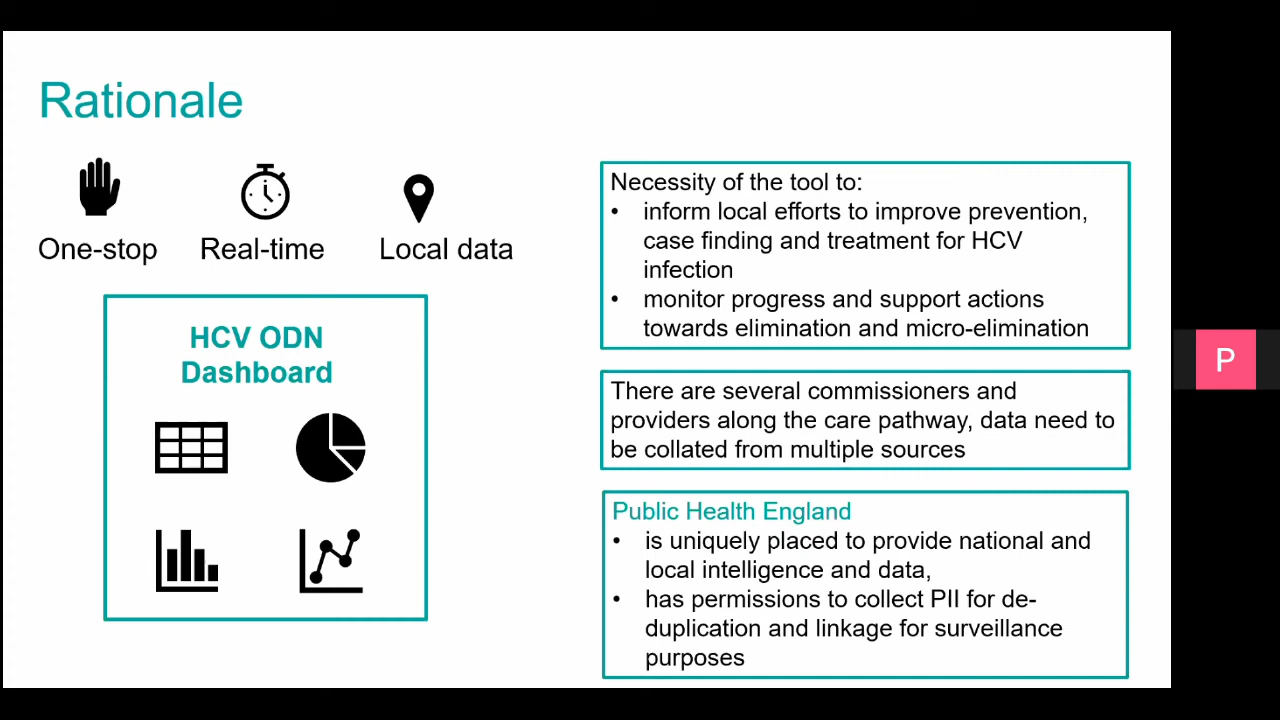 Rationale
One-stop
Real-time
Local data
HCV ODN
Dashboard
Necessity of the tool to:
• inform local efforts to improve prevention,
case finding and treatment for HCV
infection
• monitor progress and support actions
towards elimination and micro-elimination
There are several commissioners and
providers along the care pathway, data need to
be collated from multiple sources
Public Health England
• is uniquely placed to provide national and
local intelligence and data,
• has permissions to collect PII for de-
duplication and linkage for surveillance
purposes
P